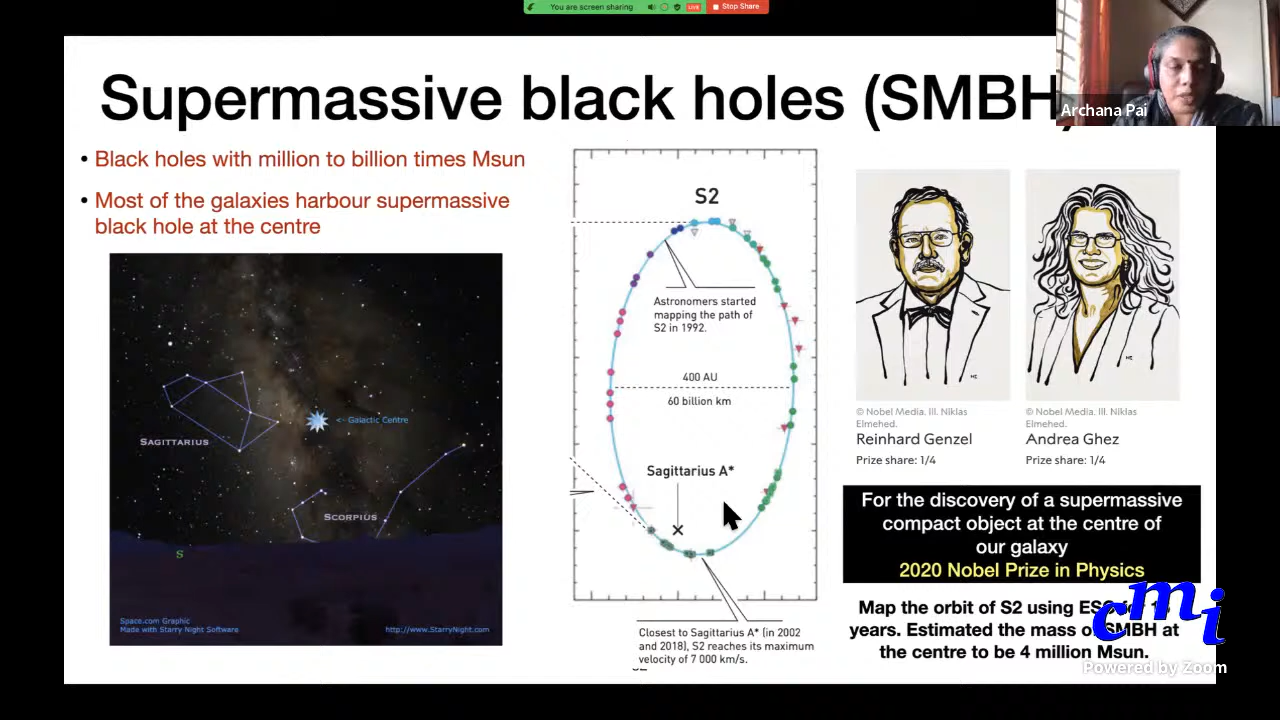 You are screen sharing
LIVE
Stop Share
Archana Pai
Supermassive black holes (SMBH)
• Black holes with million to billion times Msun
• Most of the galaxies harbour supermassive
black hole at the centre
SAGITTARIUS
<- Galactic Centre
SCORPIUS
S
Space.com Graphic
Made with Starry Night Software
http://www.StarryNight.com
S2
Astronomers started
mapping the path of
S2 in 1992.
400 AU
60 billion km
Sagittarius A*
Closest to Sagittarius A* (in 2002
and 2018), S2 reaches its maximum
velocity of 7 000 km/s.
© Nobel Media. Ill. Niklas
Elmehed.
Reinhard Genzel
Prize share: 1/4
© Nobel Media. Ill. Niklas
Elmehed.
Andrea Ghez
Prize share: 1/4
For the discovery of a supermassive
compact object at the centre of
our galaxy
2020 Nobel Prize in Physics
Map the orbit of S2 using
years. Estimated the mass of SMBH at
the centre to be 4 million Msun.
cmi
Powered by Zoom